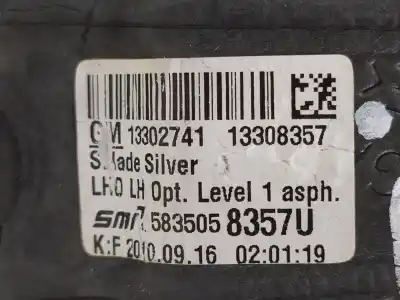 GM 13302741 13308357
Silver
LHD LH Opt. Level 1 asph.
smr 583505 8357U
K:F 2010.09.16 02:01:19